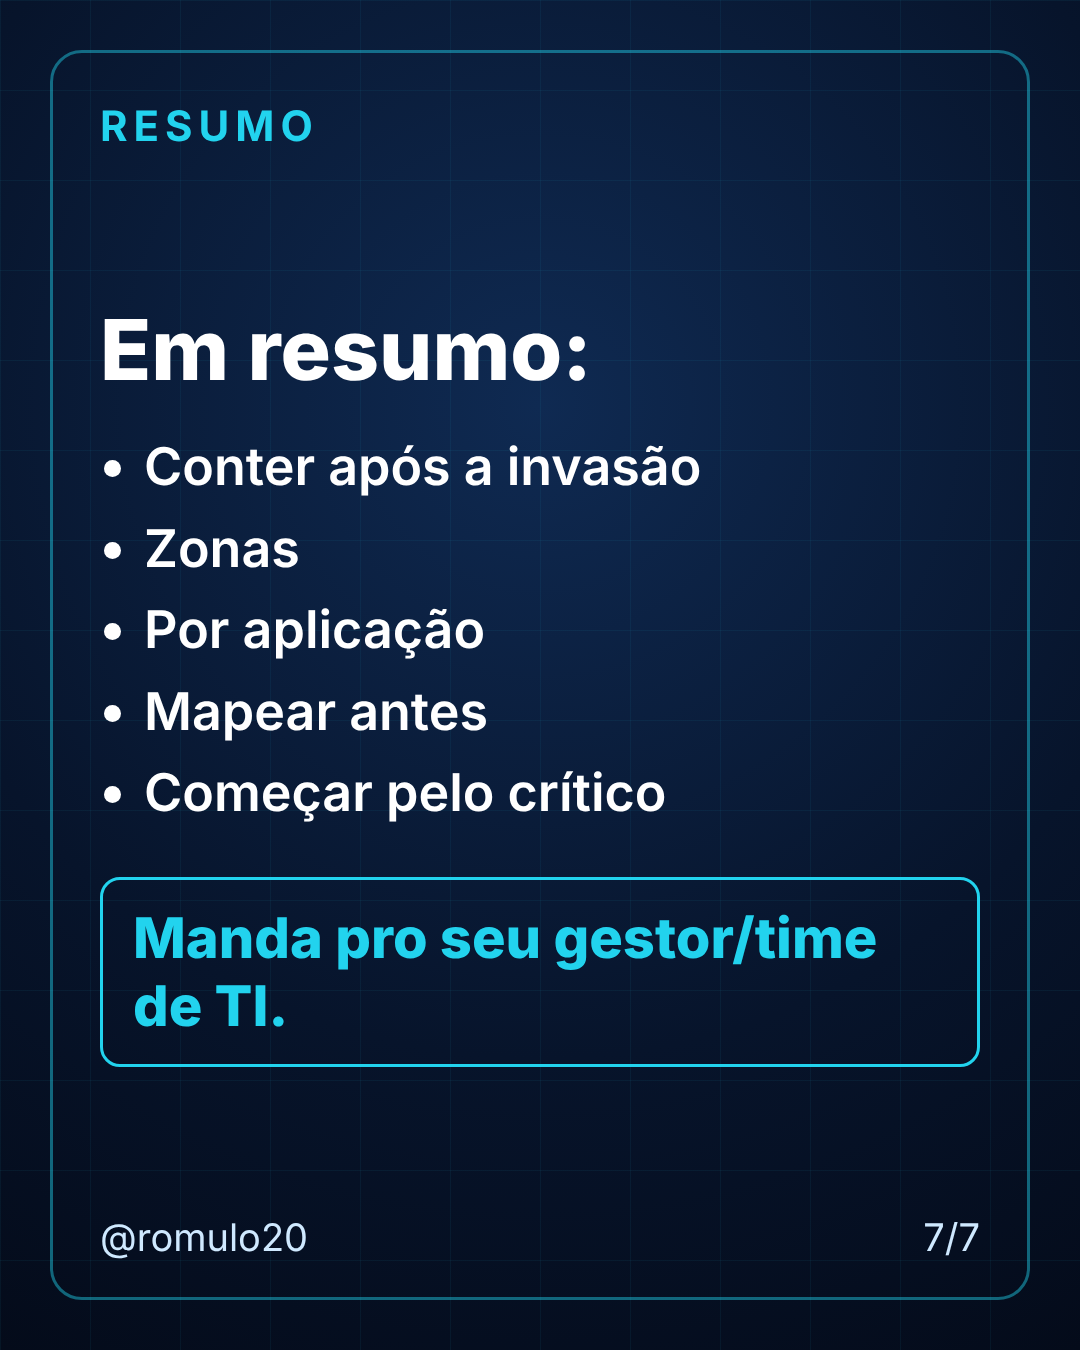 RESUMO
Em resumo:
• Conter após a invasão
• Zonas
• Por aplicação
• Mapear antes
• Começar pelo crítico
Manda pro seu gestor/time
de TI.
@romulo20
7/7